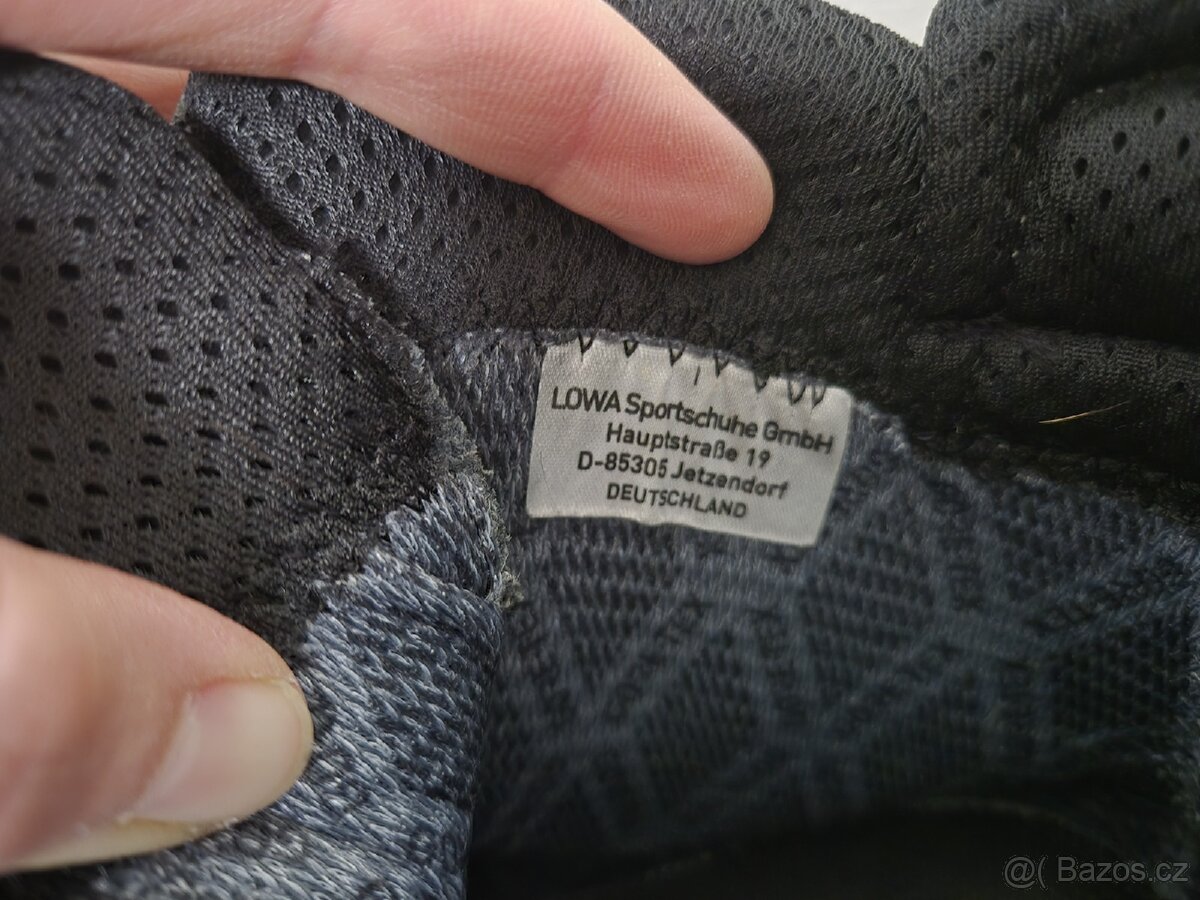 LOWA Sportschuhe GmbH
Hauptstraße 19
D-85305 Jetzendorf
DEUTSCHLAND
@( Bazos.cz